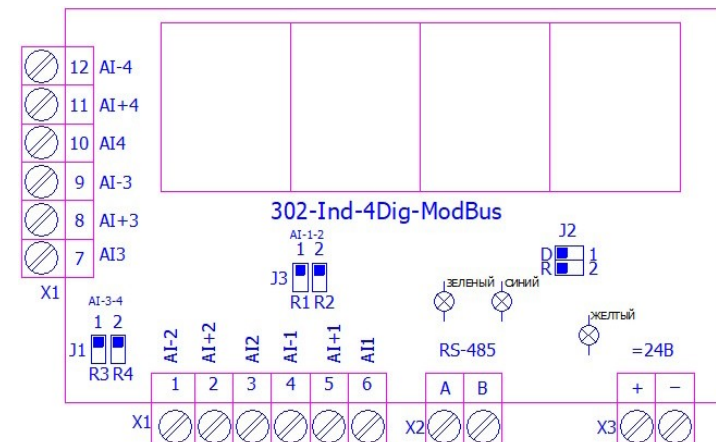 12 AI-4
11 AI+4
10 AI4
9 AI-3
8 AI+3
7 AI3
X1
302-Ind-4Dig-ModBus
AI-1-2
1 2
J3
R1 R2
J2
D 1
R 2
ЗЕЛЕНЫЙ
СИНИЙ
ЖЕЛТЫЙ
AI-3-4
1 2
J1
R3 R4
AI-2 AI+2 AI2 AI-1 AI+1 AI1
RS-485
=24В
1 2 3 4 5 6
A B
+ −
X1
X2
X3